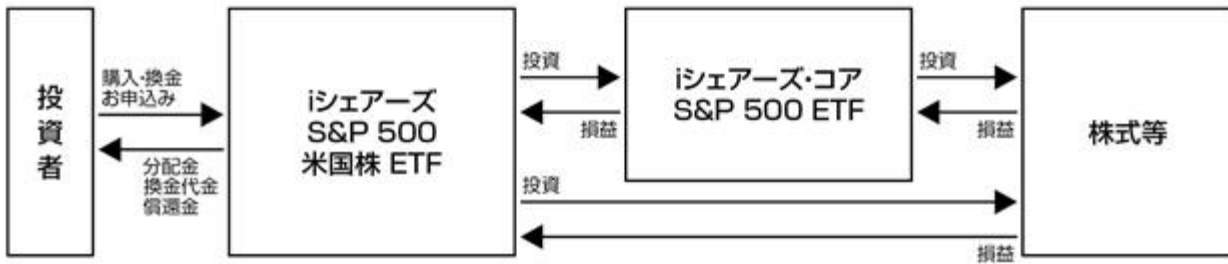 投資者
購入・換金
お申込み
分配金
換金代金
償還金
iシェアーズ
S&P 500
米国株 ETF
投資
損益
iシェアーズ・コア
S&P 500 ETF
投資
損益
投資
損益
株式等